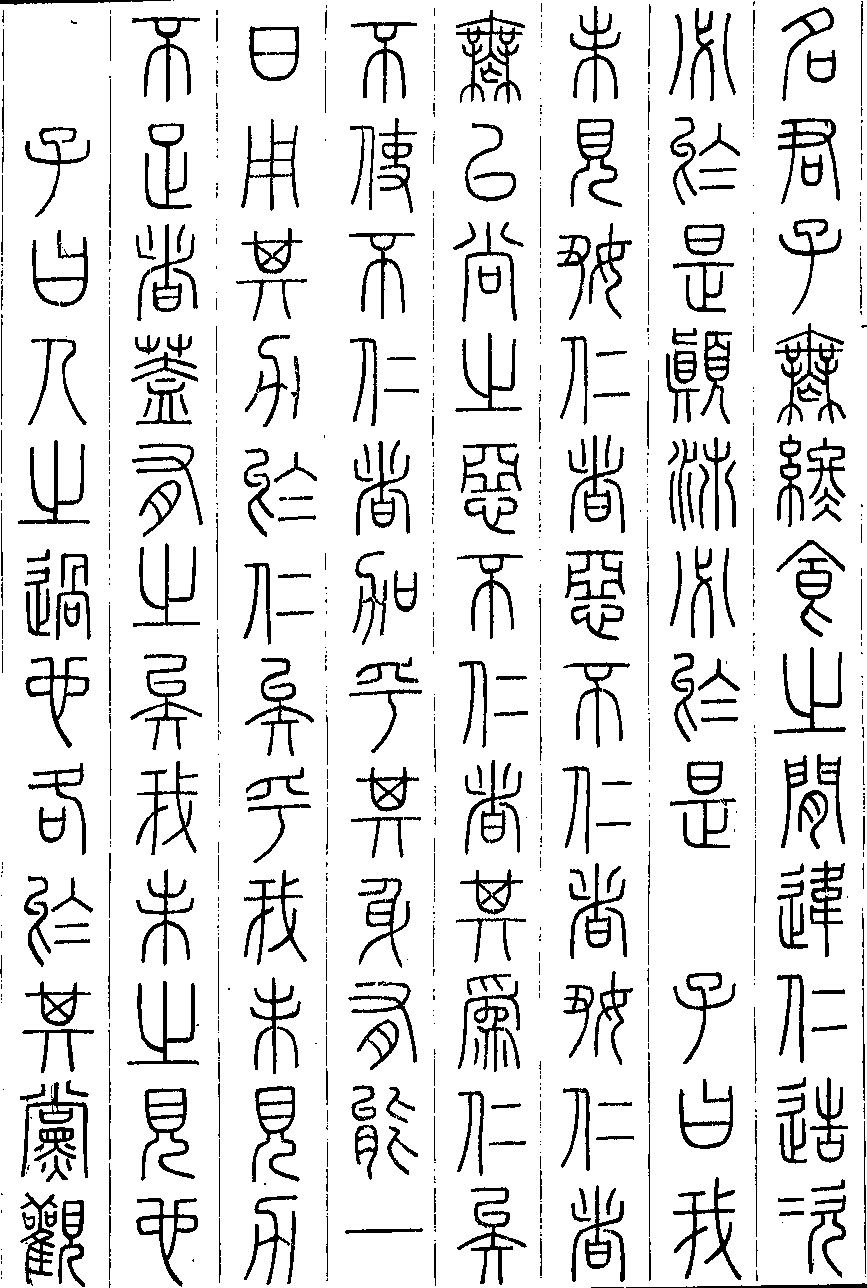 名君子無終食之閒違仁造次
必於是顛沛必於是　子曰我
未見好仁者惡不仁者好仁者
無以尚之惡不仁者其為仁矣
不使不仁者加乎其身有能一
日用其力於仁矣乎我未見力
不足者蓋有之矣我未之見也
子曰人之過也各於其黨觀